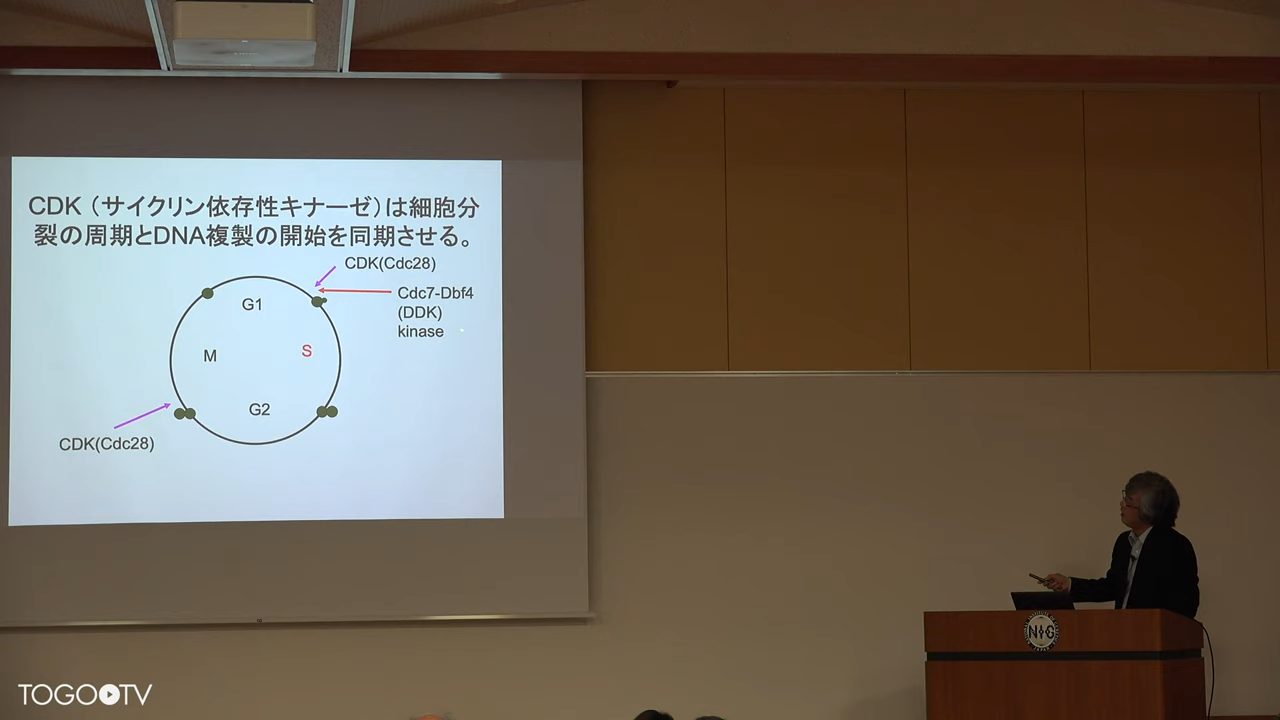 CDK（サイクリン依存性キナーゼ）は細胞分
裂の周期とDNA複製の開始を同期させる。
CDK(Cdc28)
Cdc7-Dbf4
(DDK)
kinase
G1
M
S
G2
CDK(Cdc28)
NIG
TOGOTV